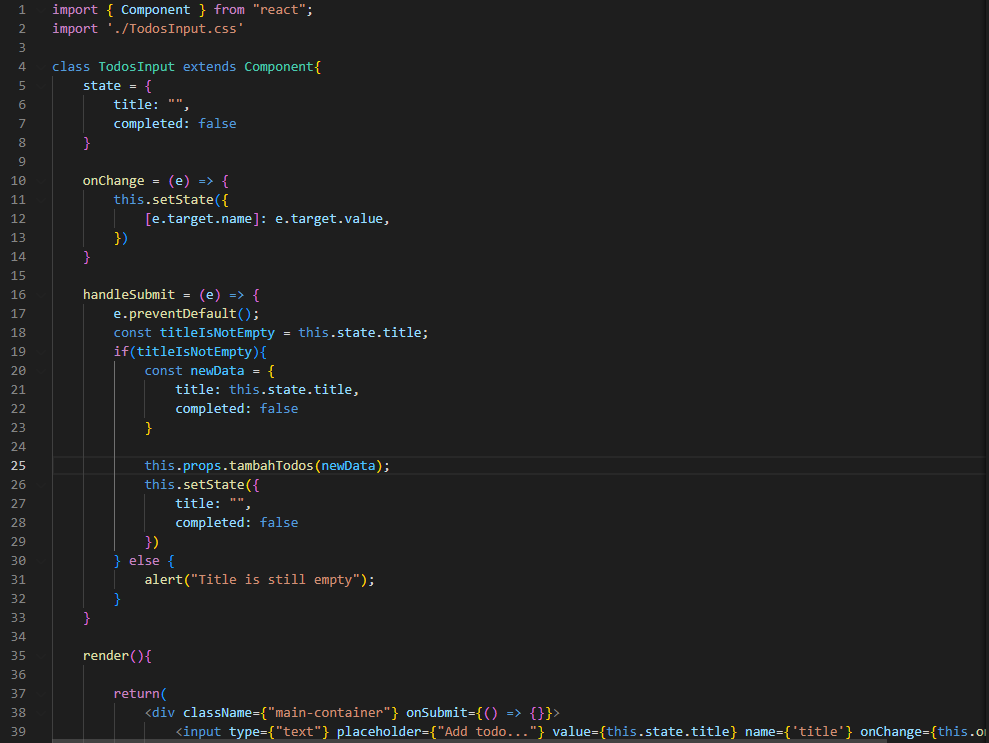 1 import { Component } from "react";
2 import './TodosInput.css'
3
4 class TodosInput extends Component{
5 state = {
6 title: "",
7 completed: false
8 }
9
10 onChange = (e) => {
11 this.setState({
12 [e.target.name]: e.target.value,
13 })
14 }
15
16 handleSubmit = (e) => {
17 e.preventDefault();
18 const titleIsNotEmpty = this.state.title;
19 if(titleIsNotEmpty){
20 const newData = {
21 title: this.state.title,
22 completed: false
23 }
24
25 this.props.tambahTodos(newData);
26 this.setState({
27 title: "",
28 completed: false
29 })
30 } else {
31 alert("Title is still empty");
32 }
33 }
34
35 render(){
36
37 return(
38 <div className={"main-container"} onSubmit={() => {}}>
39 <input type={"text"} placeholder={"Add todo..."} value={this.state.title} name={'title'} onChange={this.on